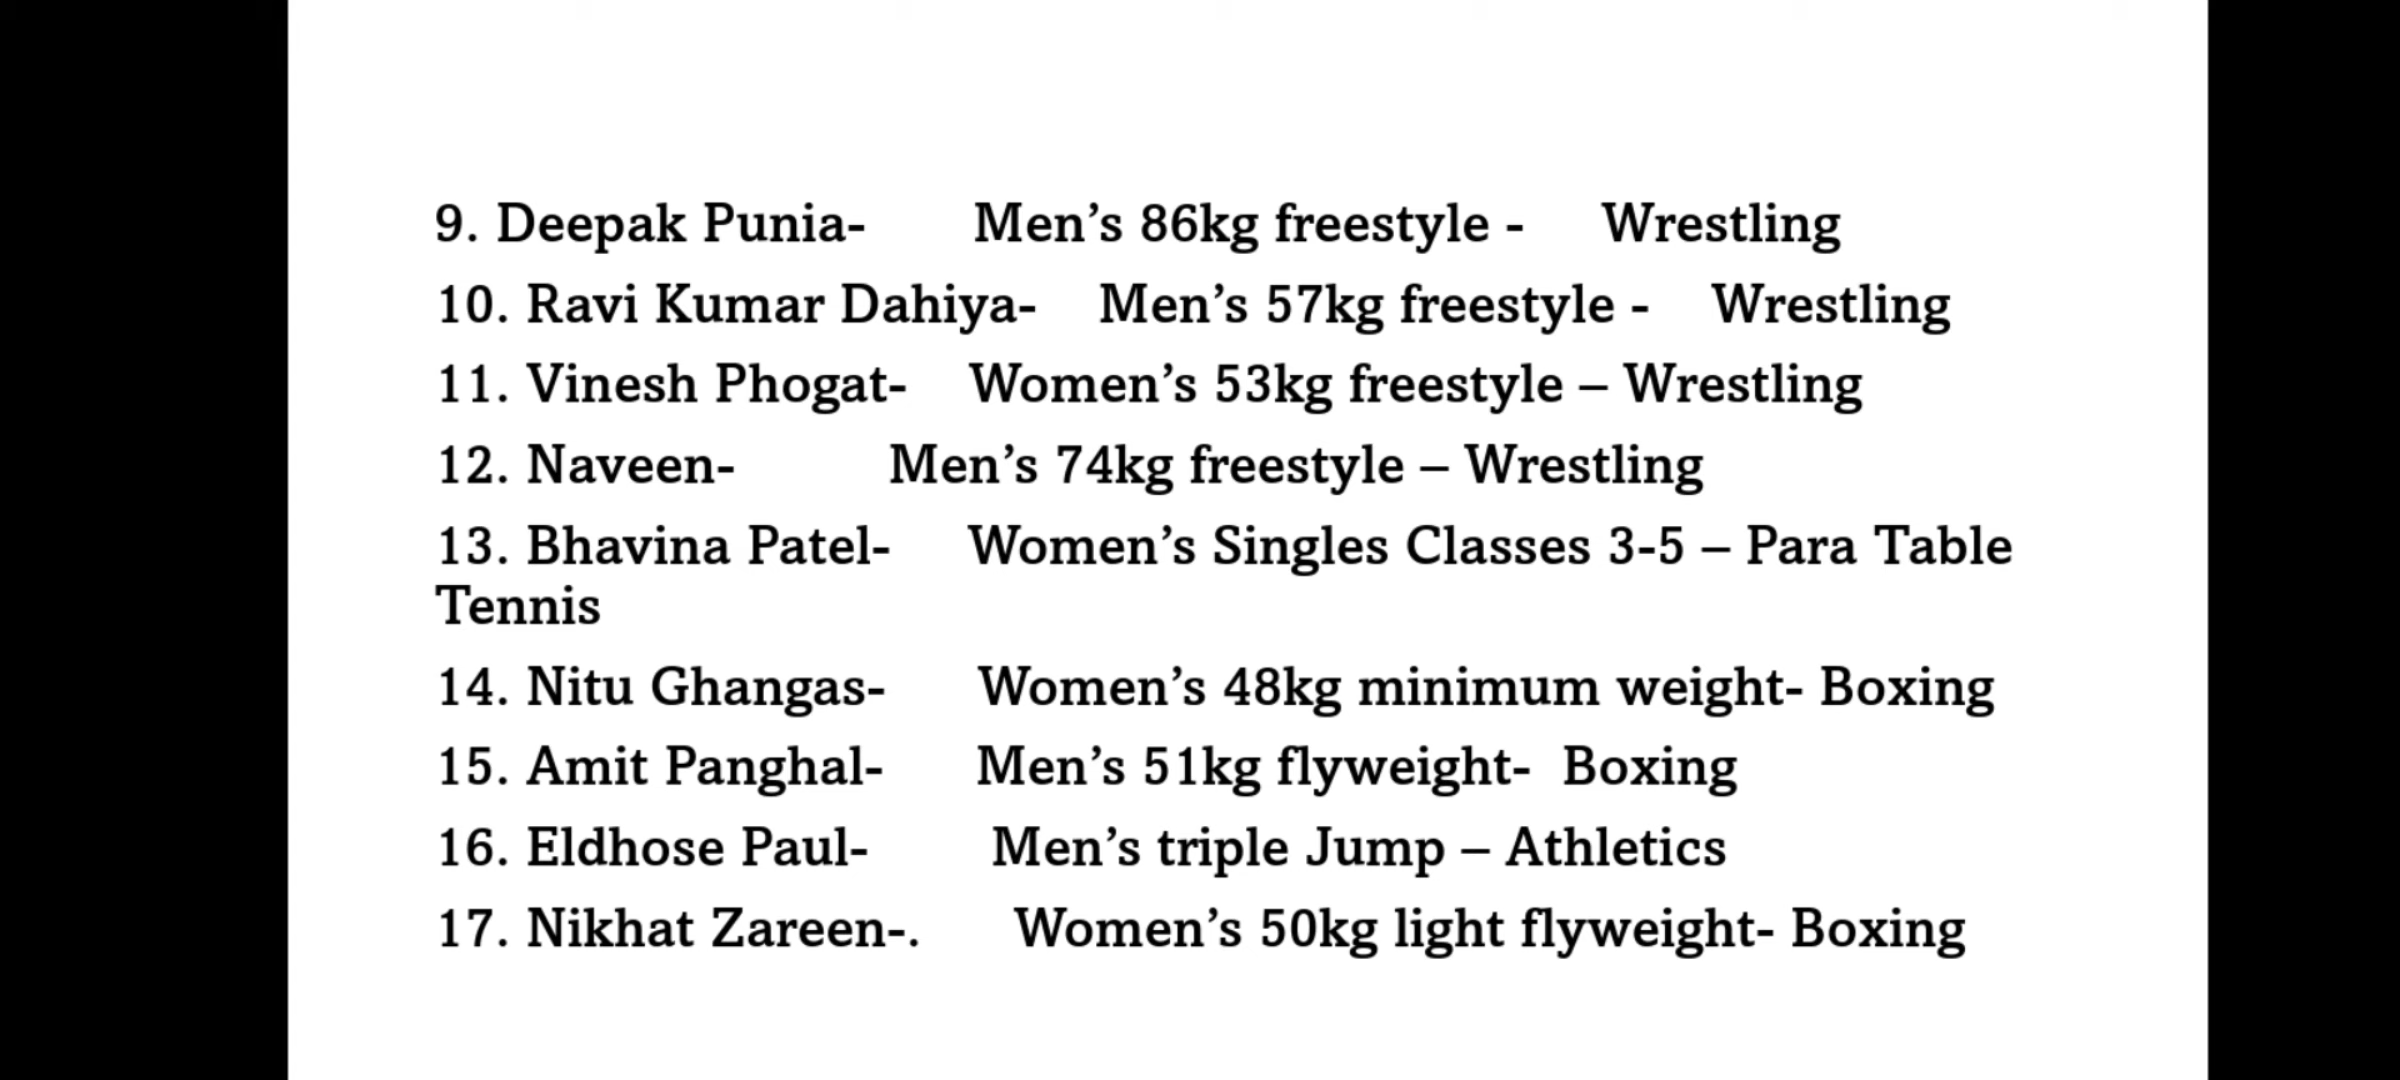 9. Deepak Punia- Men’s 86kg freestyle - Wrestling
10. Ravi Kumar Dahiya- Men’s 57kg freestyle - Wrestling
11. Vinesh Phogat- Women’s 53kg freestyle – Wrestling
12. Naveen- Men’s 74kg freestyle – Wrestling
13. Bhavina Patel- Women’s Singles Classes 3-5 – Para Table
Tennis
14. Nitu Ghangas- Women’s 48kg minimum weight- Boxing
15. Amit Panghal- Men’s 51kg flyweight- Boxing
16. Eldhose Paul- Men’s triple Jump – Athletics
17. Nikhat Zareen-. Women’s 50kg light flyweight- Boxing